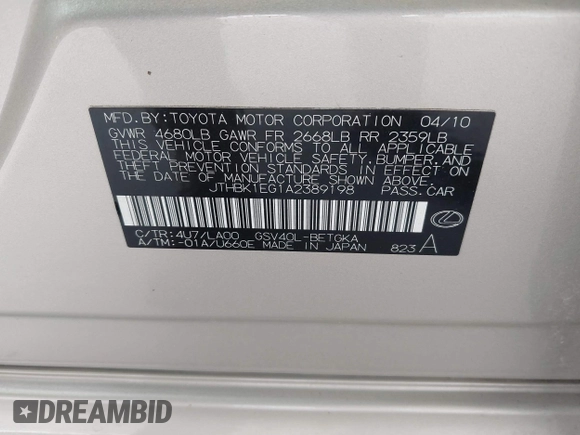 MFD.BY:TOYOTA MOTOR CORPORATION 04/10
GVWR 4680LB GAWR FR 2668LB RR 2359LB
THIS VEHICLE CONFORMS TO ALL APPLICABLE
FEDERAL MOTOR VEHICLE SAFETY, BUMPER, AND
THEFT PREVENTION STANDARDS IN EFFECT ON
THE DATE OF MANUFACTURE SHOWN ABOVE.
JTHBK1EG1A2389198 PASS.CAR
C/TR:4U7/LA00 GSV40L-BETGKA
A/TM:-01A/U660E MADE IN JAPAN 823 A
DREAMBID